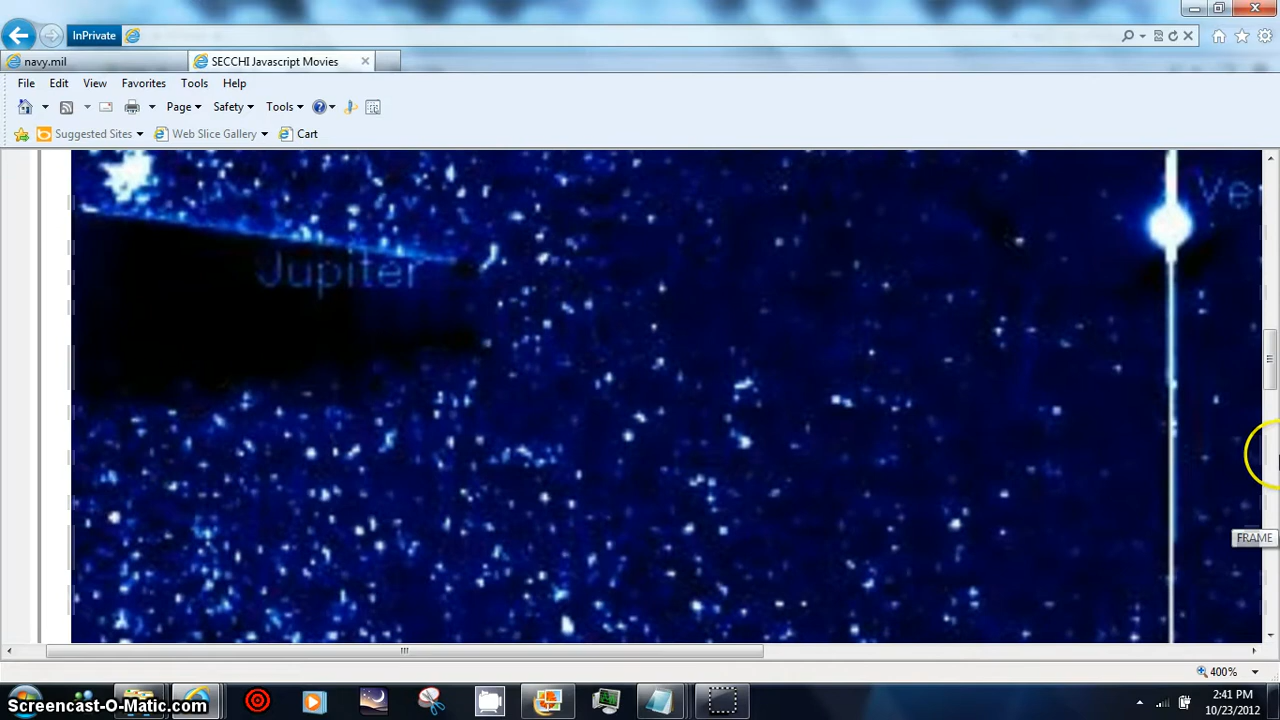 InPrivate
navy.mil
SECCHI Javascript Movies
File Edit View Favorites Tools Help
Page Safety Tools
Suggested Sites Web Slice Gallery Cart
Ver
Jupiter
FRAME
400%
2:41 PM
10/23/2012
Screencast-O-Matic.com